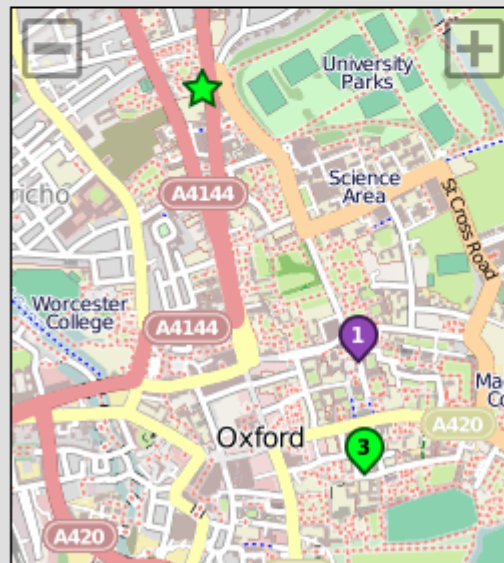 University
Parks
Science
Area
richo
A4144
St Cross Road
Worcester
College
A4144
1
Ma
Co
Oxford
A420
3
A420